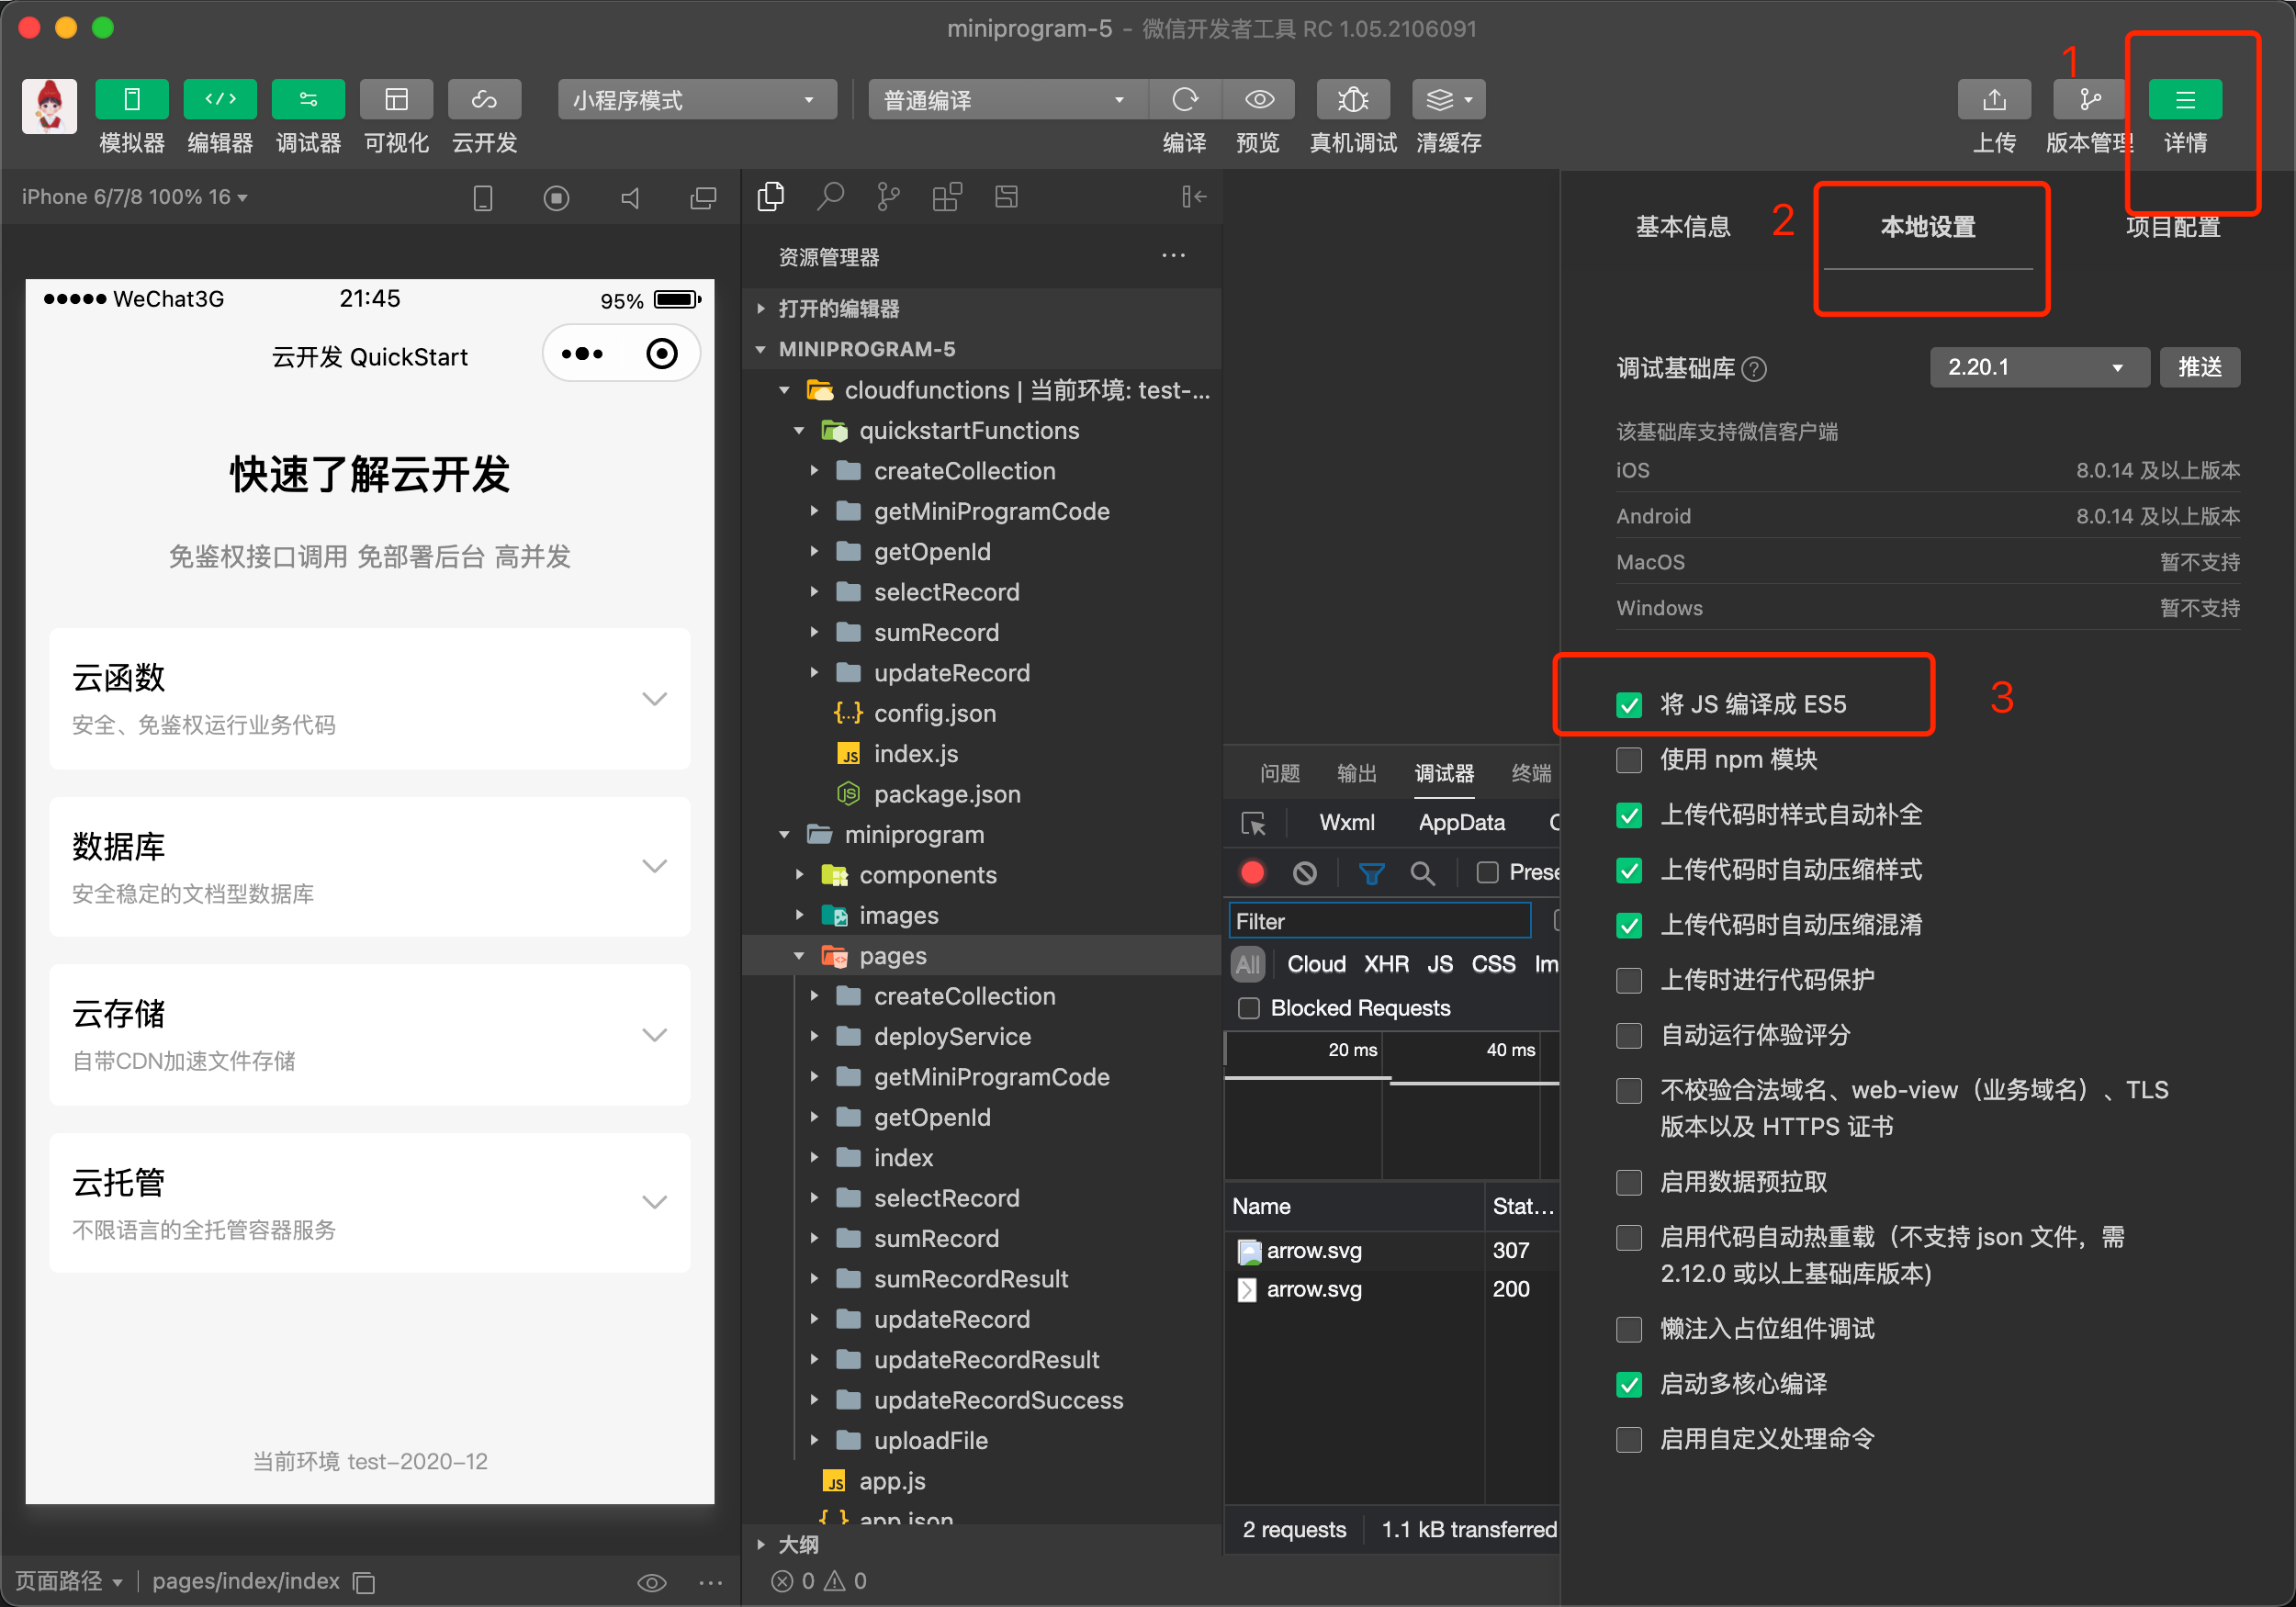 miniprogram-5 - 微信开发者工具 RC 1.05.2106091
模拟器 编辑器 调试器 可视化 云开发
小程序模式
普通编译
编译 预览 真机调试 清缓存
1
上传 版本管理 详情
iPhone 6/7/8 100% 16
WeChat3G 21:45 95%
云开发 QuickStart
快速了解云开发
免鉴权接口调用 免部署后台 高并发
云函数
安全、免鉴权运行业务代码
数据库
安全稳定的文档型数据库
云存储
自带CDN加速文件存储
云托管
不限语言的全托管容器服务
当前环境 test-2020-12
页面路径 pages/index/index
资源管理器
打开的编辑器
MINIPROGRAM-5
cloudfunctions | 当前环境: test-...
quickstartFunctions
createCollection
getMiniProgramCode
getOpenId
selectRecord
sumRecord
updateRecord
config.json
JS index.js
package.json
miniprogram
components
images
pages
createCollection
deployService
getMiniProgramCode
getOpenId
index
selectRecord
sumRecord
sumRecordResult
updateRecord
updateRecordResult
updateRecordSuccess
uploadFile
JS app.js
app.json
大纲
0 0
问题 输出 调试器 终端
Wxml AppData
Prese
Filter
All Cloud XHR JS CSS Im
Blocked Requests
20 ms 40 ms
Name Stat...
arrow.svg 307
arrow.svg 200
2 requests 1.1 kB transferred
基本信息 2 本地设置 项目配置
调试基础库 ? 2.20.1 推送
该基础库支持微信客户端
iOS 8.0.14 及以上版本
Android 8.0.14 及以上版本
MacOS 暂不支持
Windows 暂不支持
将 JS 编译成 ES5 3
使用 npm 模块
上传代码时样式自动补全
上传代码时自动压缩样式
上传代码时自动压缩混淆
上传时进行代码保护
自动运行体验评分
不校验合法域名、web-view（业务域名）、TLS
版本以及 HTTPS 证书
启用数据预拉取
启用代码自动热重载（不支持 json 文件，需
2.12.0 或以上基础库版本)
懒注入占位组件调试
启动多核心编译
启用自定义处理命令